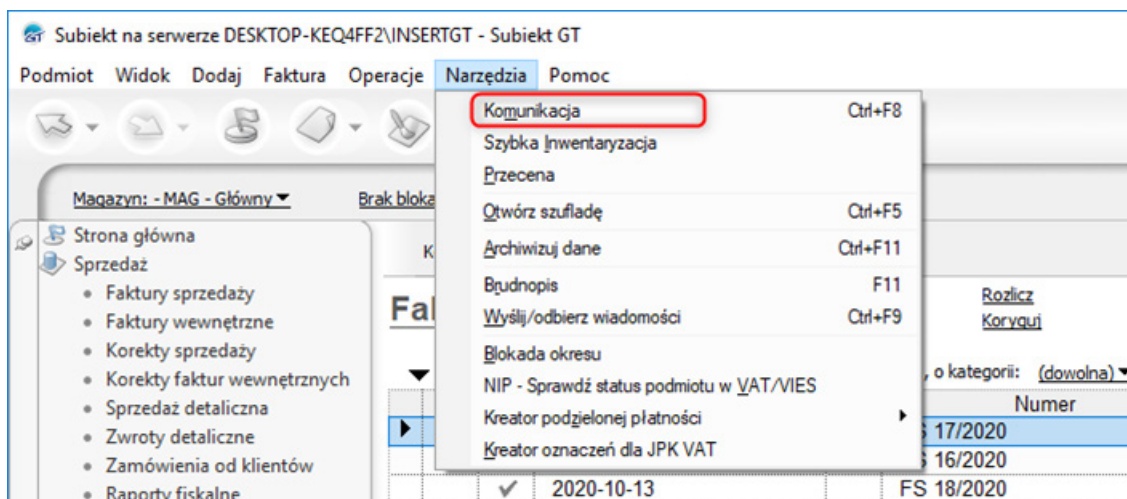 Subiekt na serwerze DESKTOP-KEQ4FF2\INSERTGT - Subiekt GT
Podmiot Widok Dodaj Faktura Operacje Narzędzia Pomoc
Komunikacja Ctrl+F8
Szybka Inwentaryzacja
Przecena
Otwórz szufladę Ctrl+F5
Archiwizuj dane Ctrl+F11
Brudnopis F11
Wyślij/odbierz wiadomości Ctrl+F9
Blokada okresu
NIP - Sprawdź status podmiotu w VAT/VIES
Kreator podzielonej płatności
Kreator oznaczeń dla JPK VAT
Magazyn: - MAG - Główny
Brak bloka
Strona główna
Sprzedaż
Faktury sprzedaży
Faktury wewnętrzne
Korekty sprzedaży
Korekty faktur wewnętrznych
Sprzedaż detaliczna
Zwroty detaliczne
Zamówienia od klientów
Raporty fiskalne
K
Fal
Rozlicz
Koryguj
, o kategorii: (dowolna)
Numer
17/2020
16/2020
2020-10-13 FS 18/2020